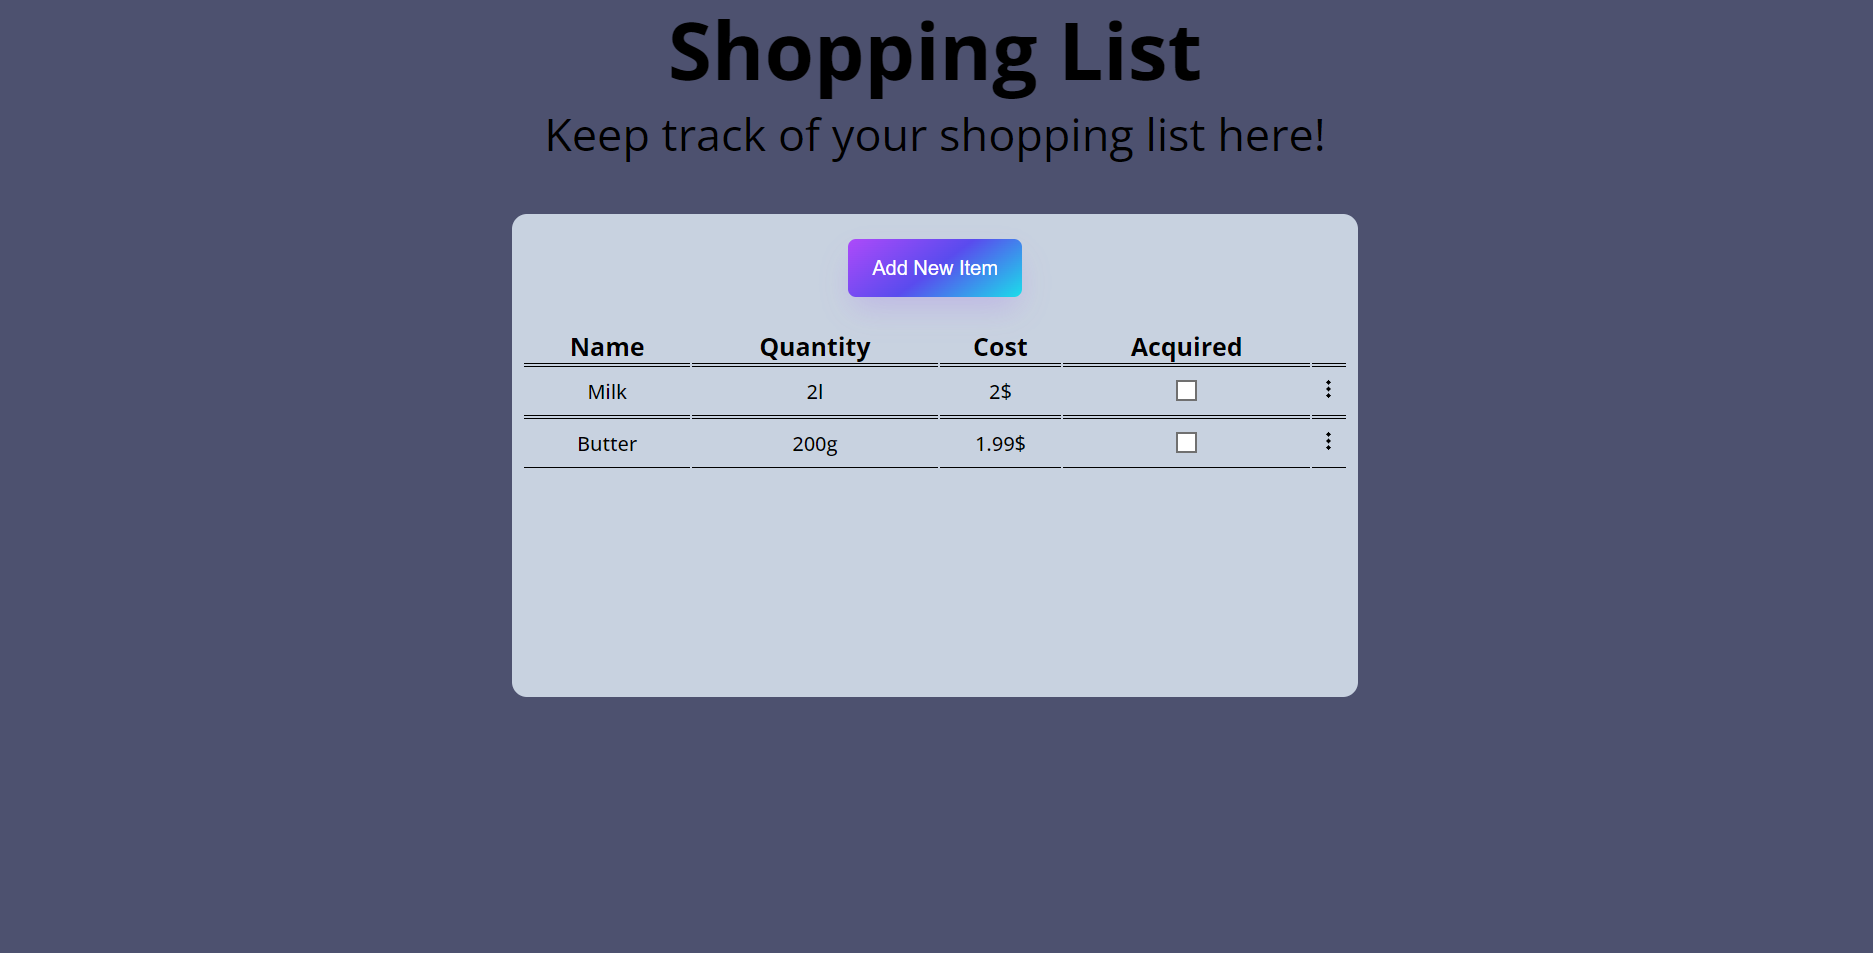 Shopping List
Keep track of your shopping list here!
Add New Item
Name Quantity Cost Acquired
Milk 2l 2$
Butter 200g 1.99$